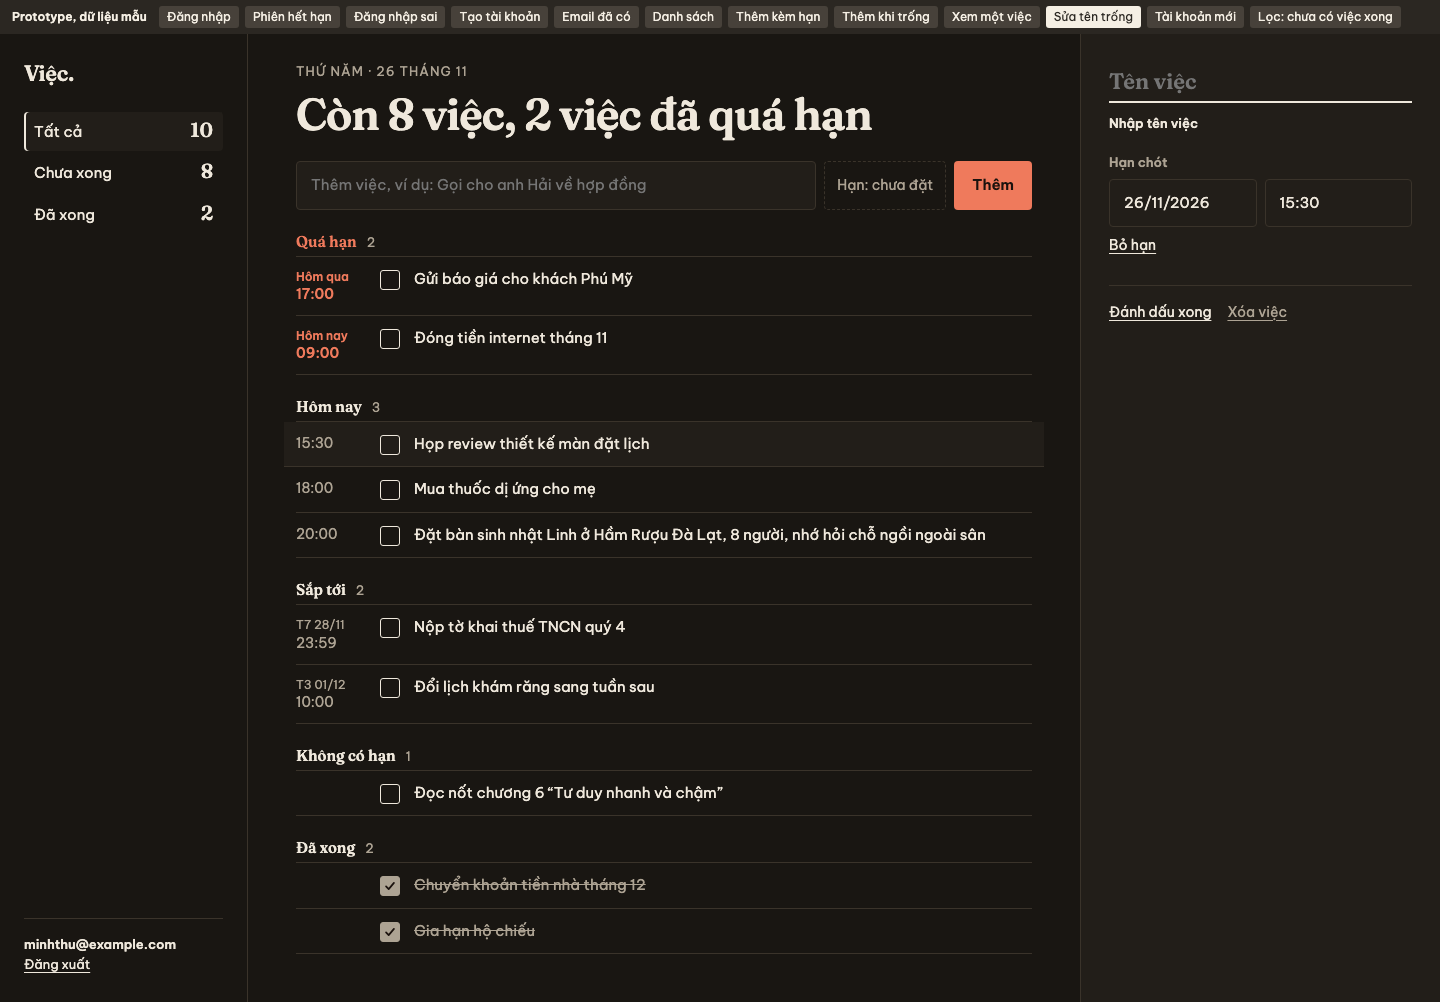 Prototype, dữ liệu mẫu Đăng nhập Phiên hết hạn Đăng nhập sai Tạo tài khoản Email đã có Danh sách Thêm kèm hạn Thêm khi trống Xem một việc Sửa tên trống Tài khoản mới Lọc: chưa có việc xong
Việc.
Tất cả 10
Chưa xong 8
Đã xong 2
minhthu@example.com
Đăng xuất
THỨ NĂM · 26 THÁNG 11
Còn 8 việc, 2 việc đã quá hạn
Thêm việc, ví dụ: Gọi cho anh Hải về hợp đồng Hạn: chưa đặt Thêm
Quá hạn 2
Hôm qua
17:00 Gửi báo giá cho khách Phú Mỹ
Hôm nay
09:00 Đóng tiền internet tháng 11
Hôm nay 3
15:30 Họp review thiết kế màn đặt lịch
18:00 Mua thuốc dị ứng cho mẹ
20:00 Đặt bàn sinh nhật Linh ở Hầm Rượu Đà Lạt, 8 người, nhớ hỏi chỗ ngồi ngoài sân
Sắp tới 2
T7 28/11
23:59 Nộp tờ khai thuế TNCN quý 4
T3 01/12
10:00 Đổi lịch khám răng sang tuần sau
Không có hạn 1
Đọc nốt chương 6 “Tư duy nhanh và chậm”
Đã xong 2
Chuyển khoản tiền nhà tháng 12
Gia hạn hộ chiếu
Tên việc
Nhập tên việc
Hạn chót
26/11/2026 15:30
Bỏ hạn
Đánh dấu xong Xóa việc